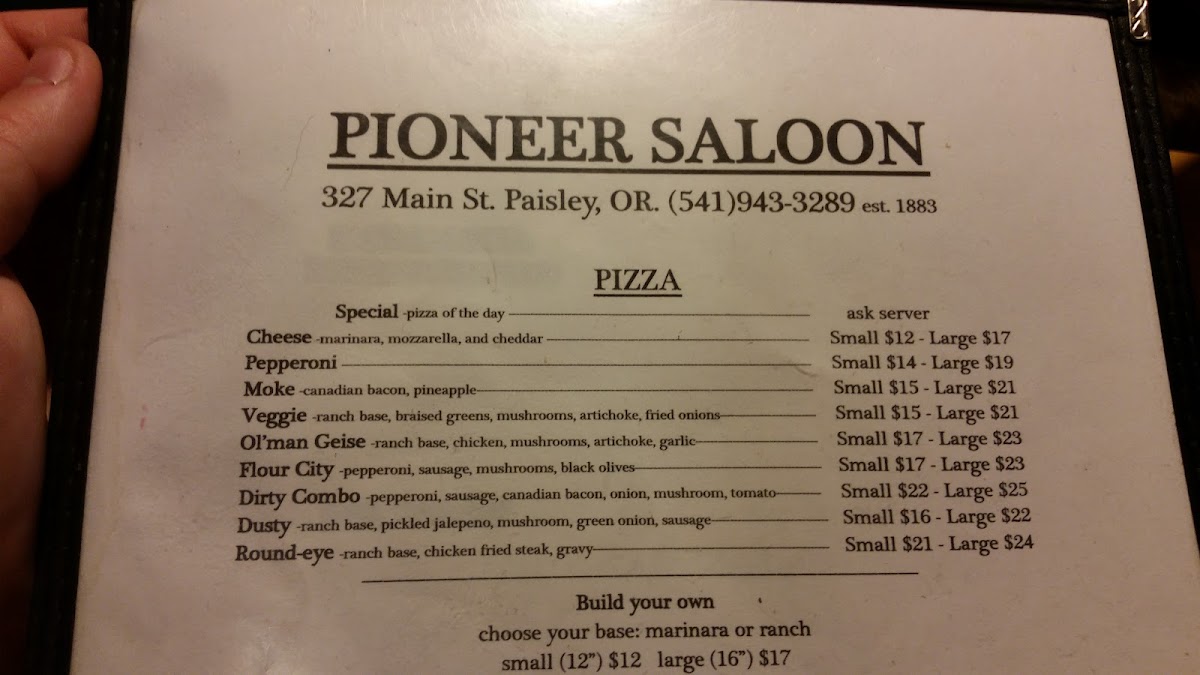 PIONEER SALOON
327 Main St. Paisley, OR. (541)943-3289 est. 1883
PIZZA
Special -pizza of the day ask server
Cheese -marinara, mozzarella, and cheddar Small $12 - Large $17
Pepperoni Small $14 - Large $19
Moke -canadian bacon, pineapple Small $15 - Large $21
Veggie -ranch base, braised greens, mushrooms, artichoke, fried onions Small $15 - Large $21
Ol'man Geise -ranch base, chicken, mushrooms, artichoke, garlic Small $17 - Large $23
Flour City -pepperoni, sausage, mushrooms, black olives Small $17 - Large $23
Dirty Combo -pepperoni, sausage, canadian bacon, onion, mushroom, tomato Small $22 - Large $25
Dusty -ranch base, pickled jalepeno, mushroom, green onion, sausage Small $16 - Large $22
Round-eye -ranch base, chicken fried steak, gravy Small $21 - Large $24
Build your own
choose your base: marinara or ranch
small (12") $12 large (16") $17